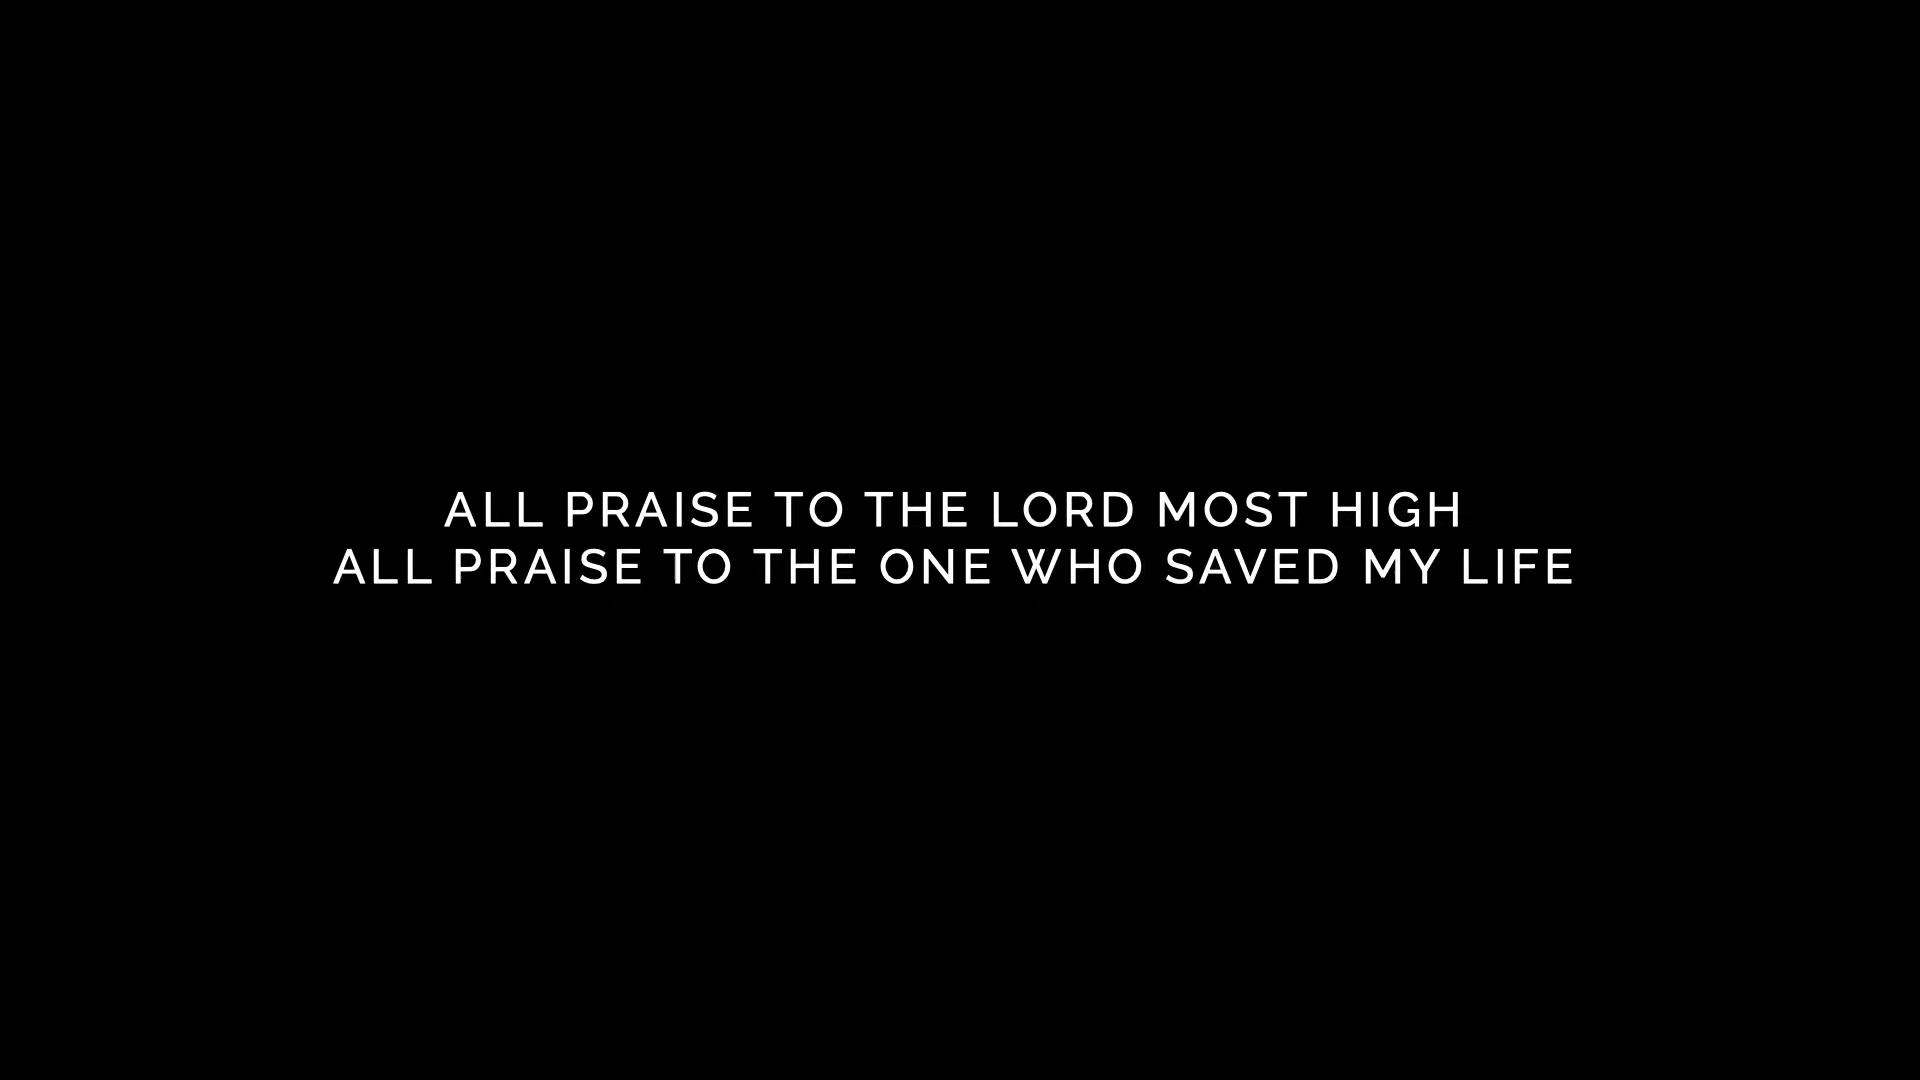 ALL PRAISE TO THE LORD MOST HIGH
ALL PRAISE TO THE ONE WHO SAVED MY LIFE